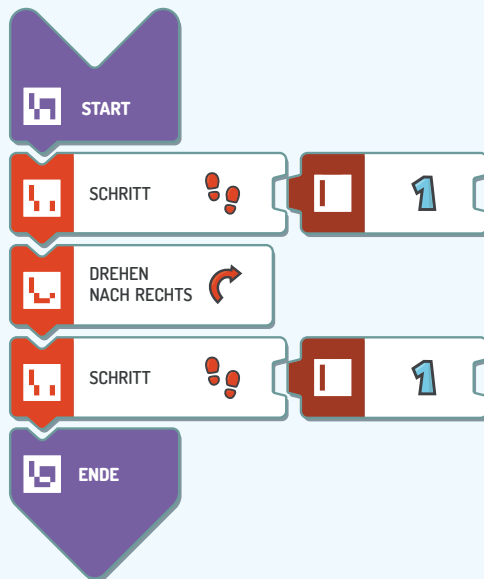 START
SCHRITT 1
DREHEN
NACH RECHTS
SCHRITT 1
ENDE